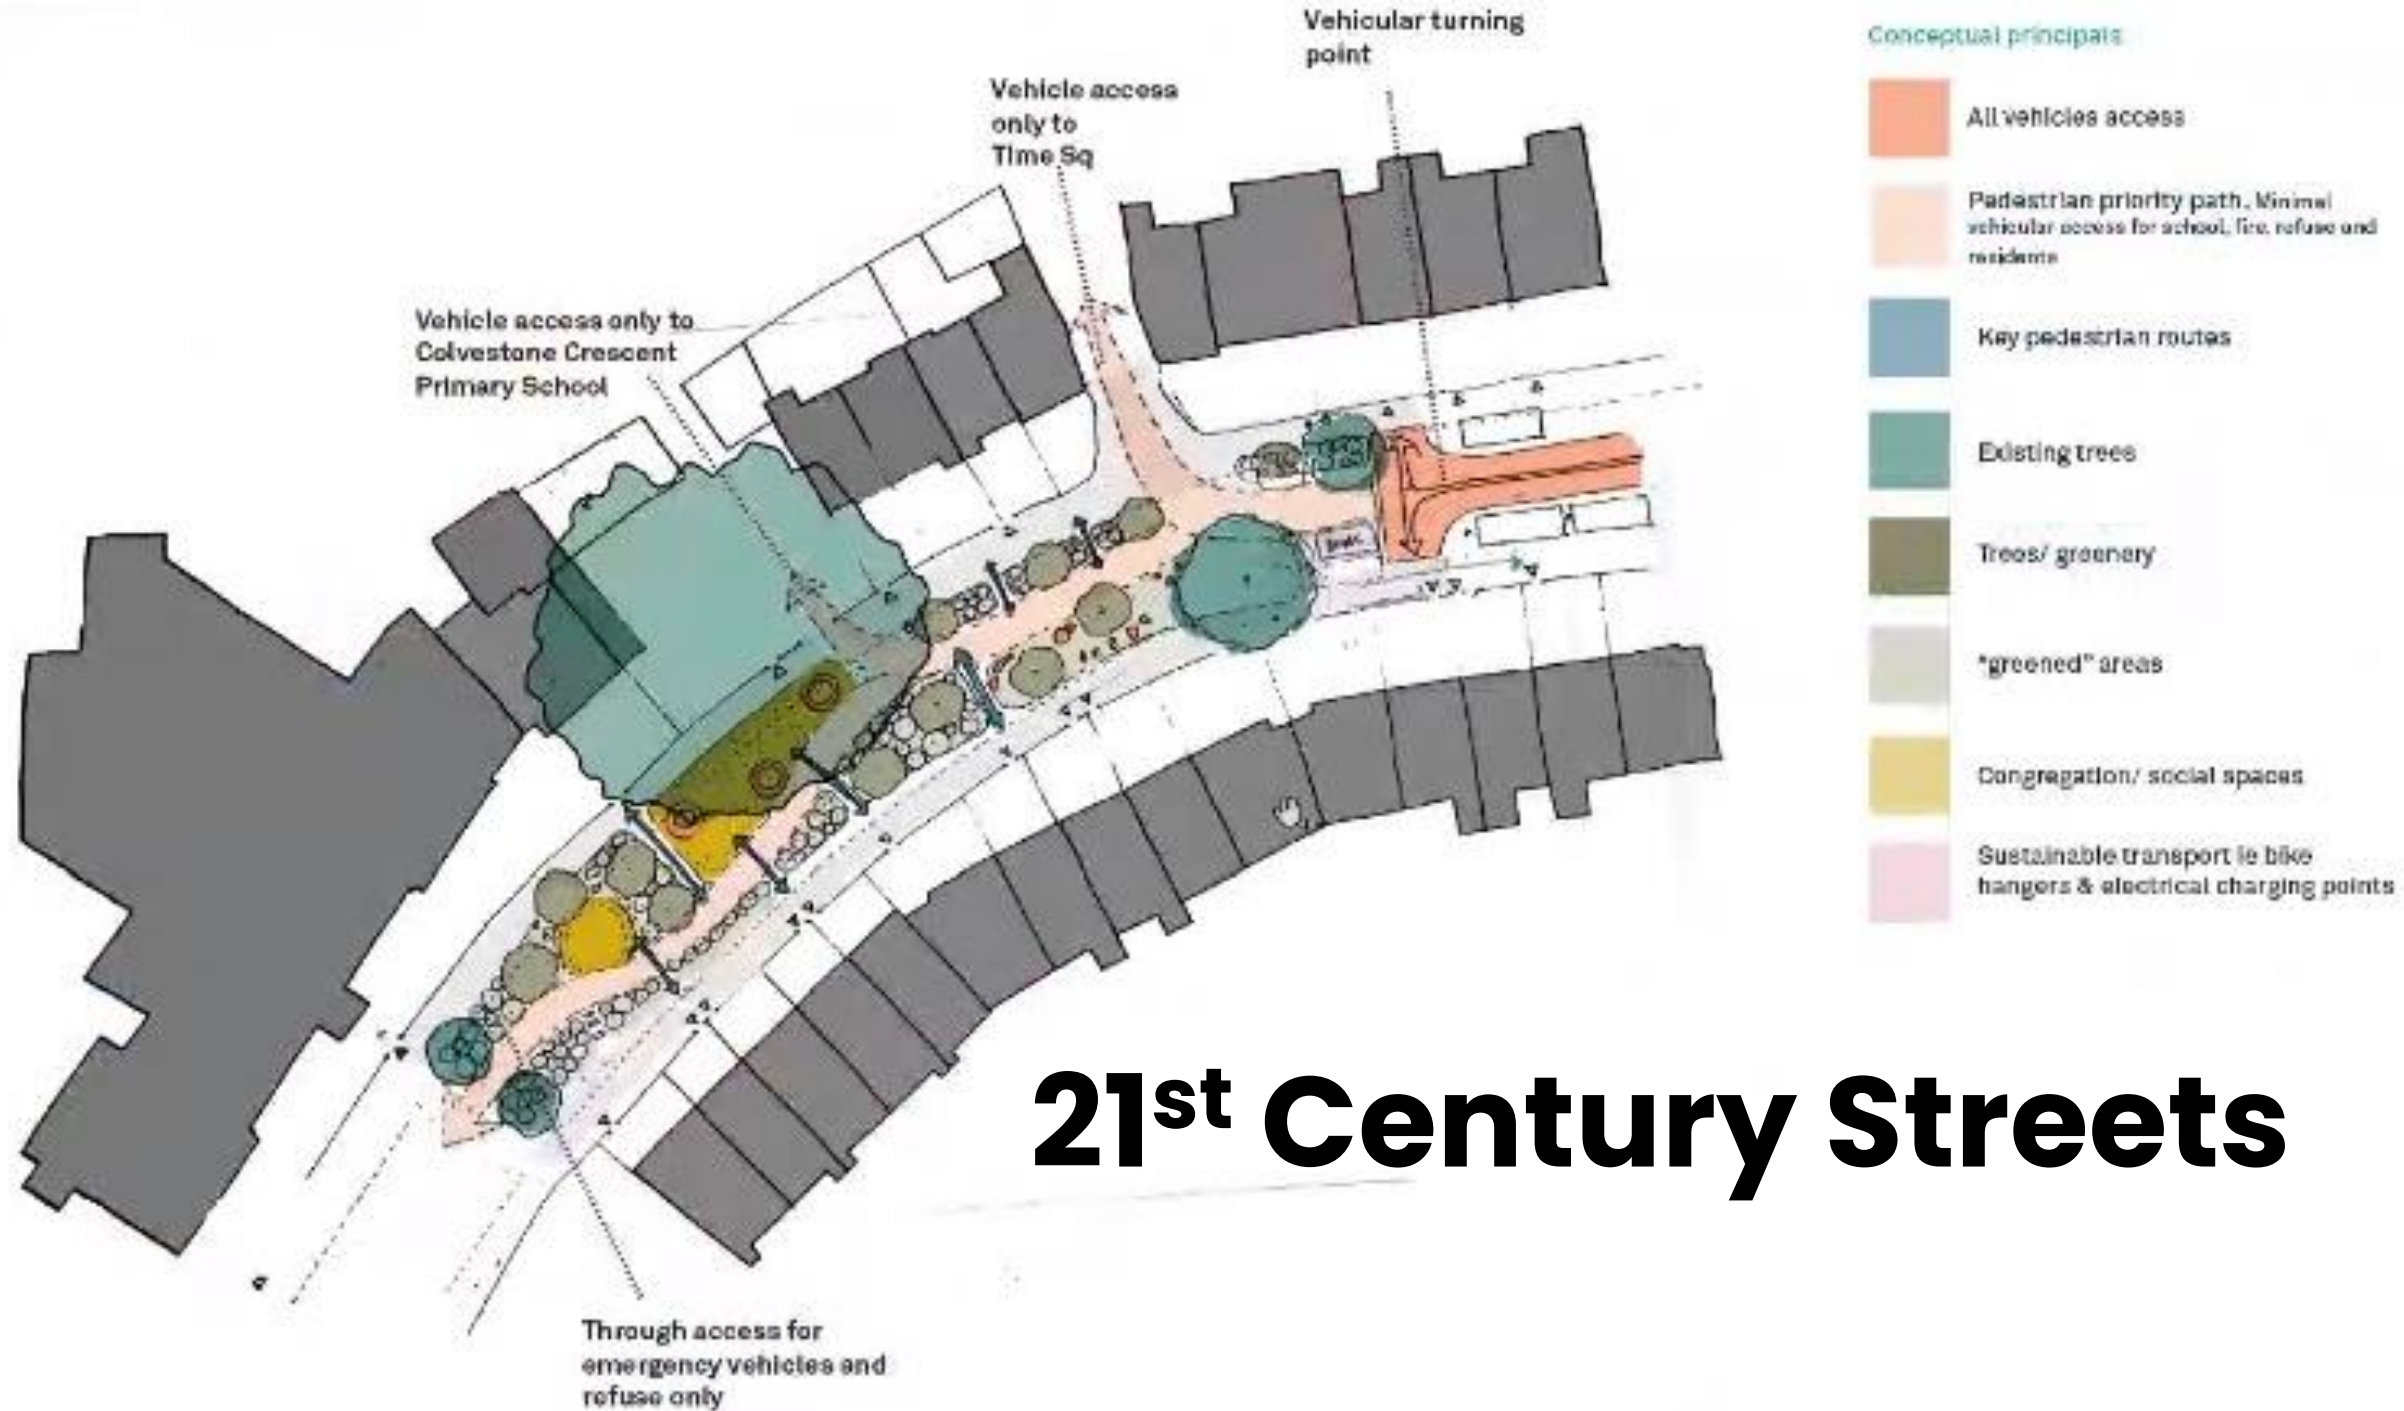 Vehicular turning
point
Vehicle access
only to
Time Sq
Vehicle access only to
Colvestone Crescent
Primary School
Through access for
emergency vehicles and
refuse only
Conceptual principals
All vehicles access
Pedestrian priority path. Minimal
vehicular access for school, fire, refuse and
residents
Key pedestrian routes
Existing trees
Trees/ greenery
"greened" areas
Congregation/ social spaces
Sustainable transport ie bike
hangers & electrical charging points
21st Century Streets